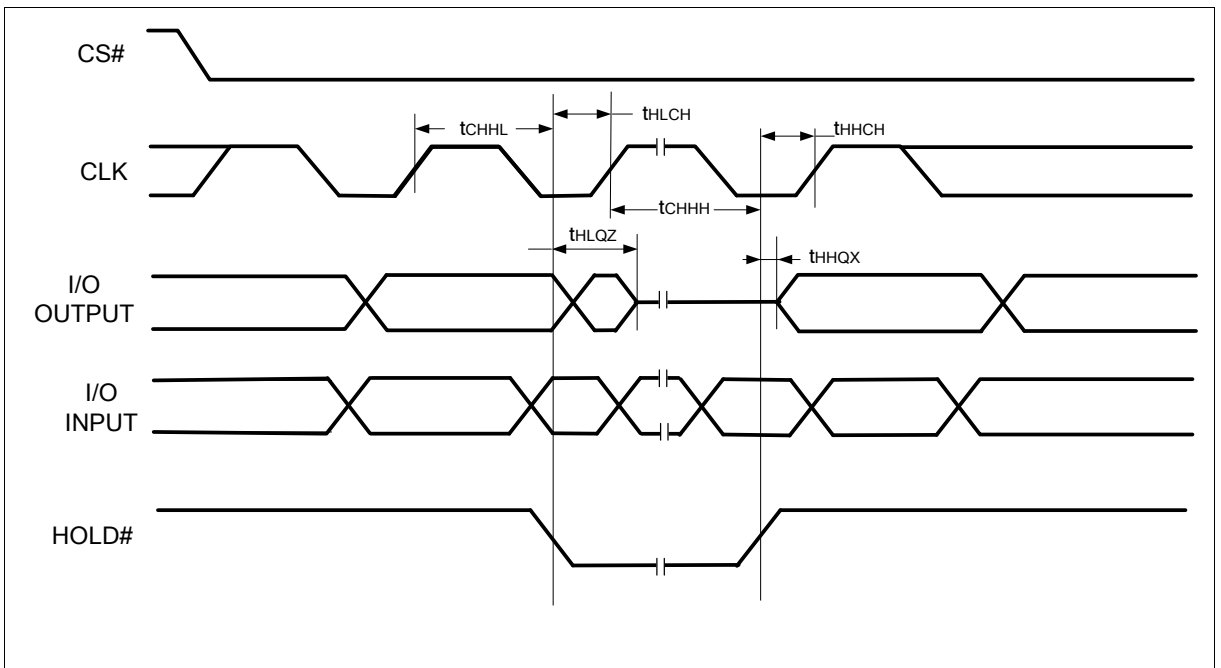 CS#
tHLCH
tCHHL
tHHCH
CLK
tCHHH
tHLQZ
tHHQX
I/O
OUTPUT
I/O
INPUT
HOLD#